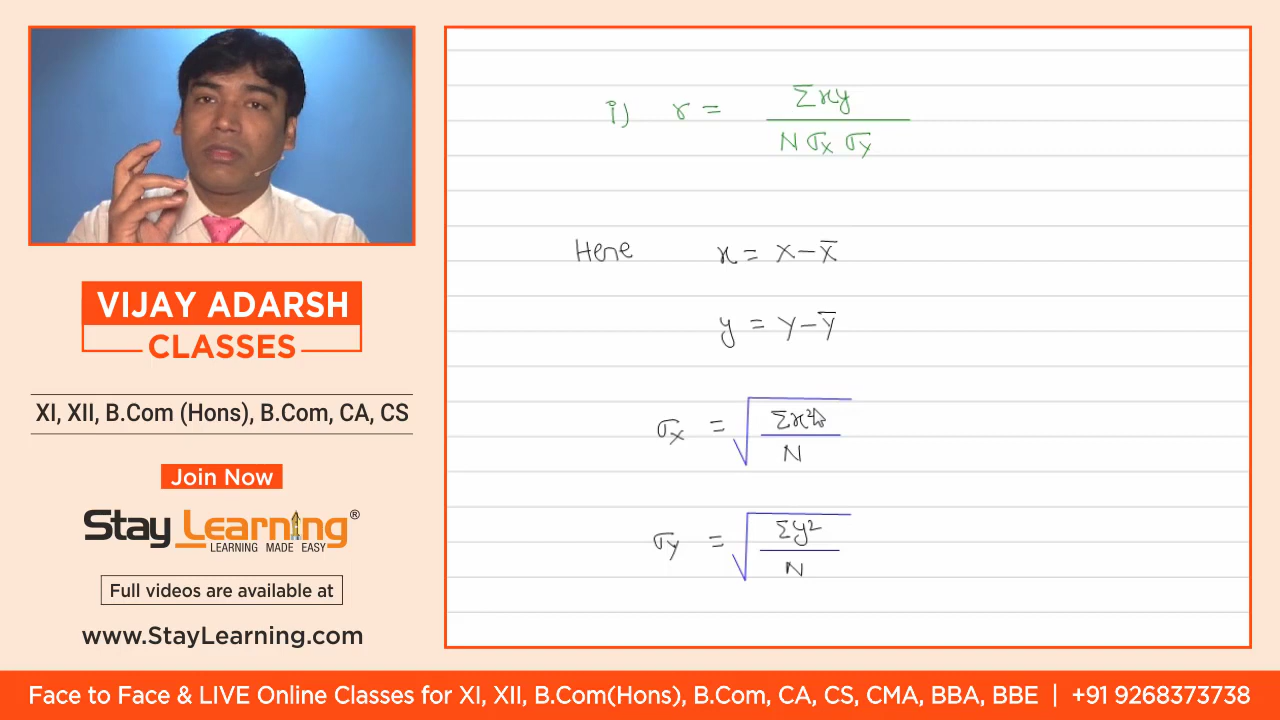 VIJAY ADARSH
CLASSES
XI, XII, B.Com (Hons), B.Com, CA, CS
Join Now
Stay Learning®
LEARNING MADE EASY
Full videos are available at
www.StayLearning.com
i) r = Σxy / N σx σy
Here x = X − X̅
y = Y − Y̅
σx = √(Σx² / N)
σy = √(Σy² / N)
Face to Face & LIVE Online Classes for XI, XII, B.Com(Hons), B.Com, CA, CS, CMA, BBA, BBE | +91 9268373738